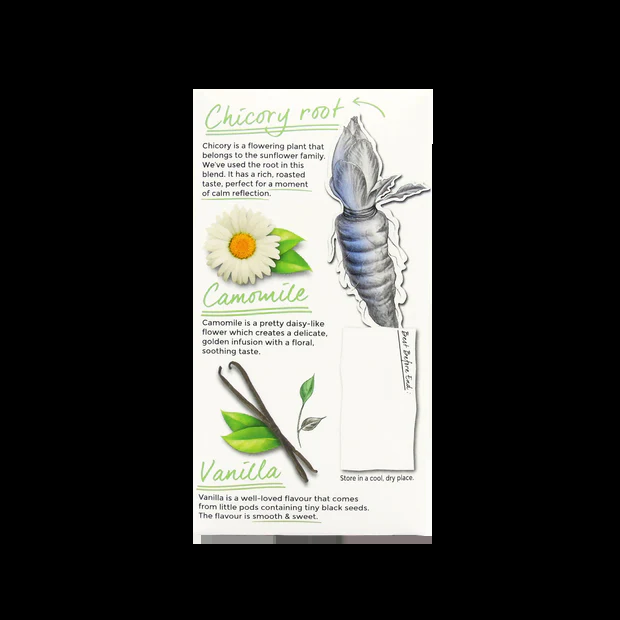 Chicory root
Chicory is a flowering plant that
belongs to the sunflower family.
We've used the root in this
blend. It has a rich, roasted
taste, perfect for a moment
of calm reflection.
Camomile
Camomile is a pretty daisy-like
flower which creates a delicate,
golden infusion with a floral,
soothing taste.
Best Before End:
Store in a cool, dry place.
Vanilla
Vanilla is a well-loved flavour that comes
from little pods containing tiny black seeds.
The flavour is smooth & sweet.